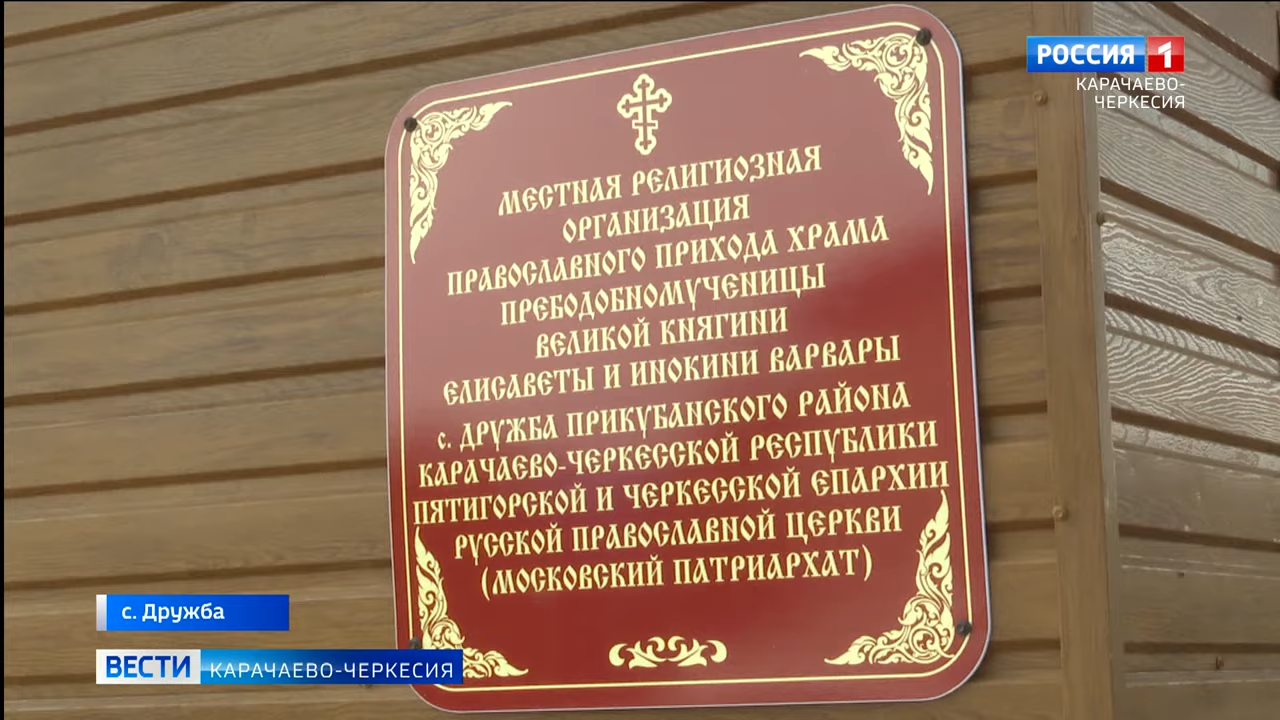 РОССИЯ 1
КАРАЧАЕВО-
ЧЕРКЕСИЯ
МЕСТНАЯ РЕЛИГИОЗНАЯ
ОРГАНИЗАЦИЯ
ПРАВОСЛАВНОГО ПРИХОДА ХРАМА
ПРЕБОДОБНОМУЧЕНИЦЫ
ВЕЛИКОЙ КНЯГИНИ
ЕЛИСАВЕТЫ И ИНОКИНИ ВАРВАРЫ
с. ДРУЖБА ПРИКУБАНСКОГО РАЙОНА
КАРАЧАЕВО-ЧЕРКЕССКОЙ РЕСПУБЛИКИ
ПЯТИГОРСКОЙ И ЧЕРКЕССКОЙ ЕПАРХИИ
РУССКОЙ ПРАВОСЛАВНОЙ ЦЕРКВИ
(МОСКОВСКИЙ ПАТРИАРХАТ)
с. Дружба
ВЕСТИ КАРАЧАЕВО-ЧЕРКЕСИЯ